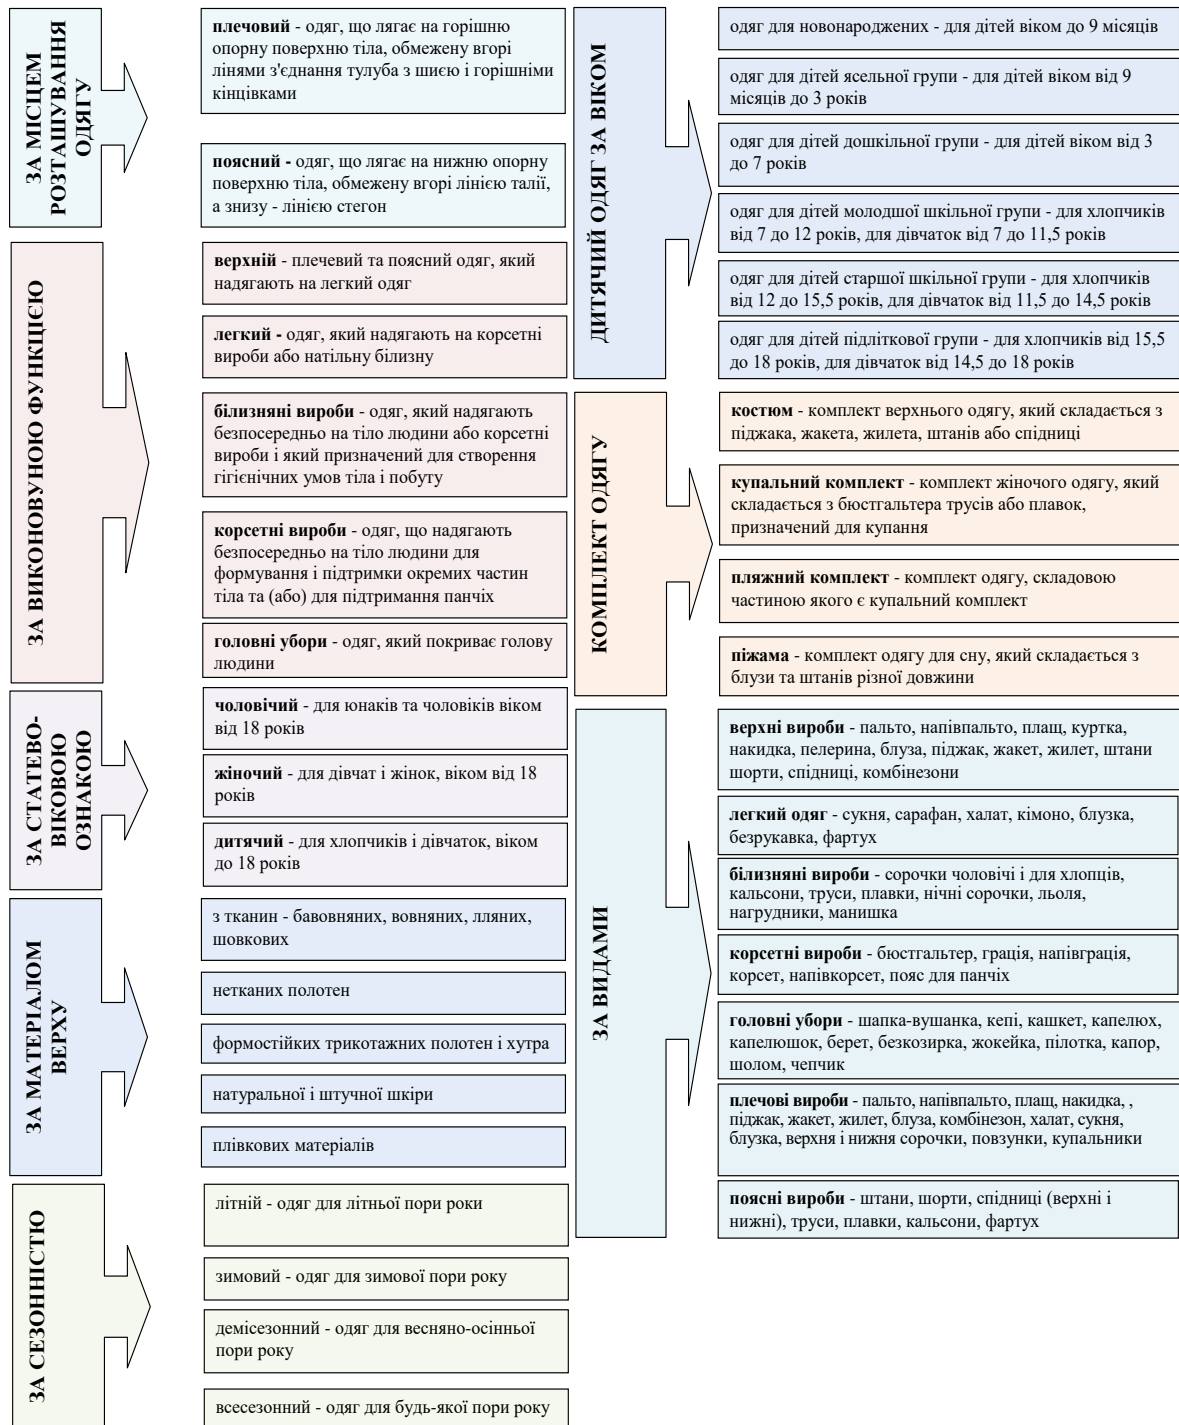 ЗА МІСЦЕМ
РОЗТАШУВАННЯ
ОДЯГУ
плечовий - одяг, що лягає на горішню
опорну поверхню тіла, обмежену вгорі
лініями з'єднання тулуба з шиєю і горішніми
кінцівками
поясний - одяг, що лягає на нижню опорну
поверхню тіла, обмежену вгорі лінією талії,
а знизу - лінією стегон
ЗА ВИКОНОВУНОЮ ФУНКЦІЄЮ
верхній - плечевий та поясний одяг, який
надягають на легкий одяг
легкий - одяг, який надягають на корсетні
вироби або натільну білизну
білизняні вироби - одяг, який надягають
безпосередньо на тіло людини або корсетні
вироби і який призначений для створення
гігієнічних умов тіла і побуту
корсетні вироби - одяг, що надягають
безпосередньо на тіло людини для
формування і підтримки окремих частин
тіла та (або) для підтримання панчіх
головні убори - одяг, який покриває голову
людини
ЗА СТАТЕВО-
ВІКОВОЮ
ОЗНАКОЮ
чоловічий - для юнаків та чоловіків віком
від 18 років
жіночий - для дівчат і жінок, віком від 18
років
дитячий - для хлопчиків і дівчаток, віком
до 18 років
ЗА МАТЕРІАЛОМ
ВЕРХУ
з тканин - бавовняних, вовняних, лляних,
шовкових
нетканих полотен
формостійких трикотажних полотен і хутра
натуральної і штучної шкіри
плівкових матеріалів
ЗА СЕЗОННІСТЮ
літній - одяг для літньої пори роки
зимовий - одяг для зимової пори року
демісезонний - одяг для весняно-осінньої
пори року
всесезонний - одяг для будь-якої пори року
ДИТЯЧИЙ ОДЯГ ЗА ВІКОМ
одяг для новонароджених - для дітей віком до 9 місяців
одяг для дітей ясельної групи - для дітей віком від 9
місяців до 3 років
одяг для дітей дошкільної групи - для дітей віком від 3
до 7 років
одяг для дітей молодшої шкільної групи - для хлопчиків
від 7 до 12 років, для дівчаток від 7 до 11,5 років
одяг для дітей старшої шкільної групи - для хлопчиків
від 12 до 15,5 років, для дівчаток від 11,5 до 14,5 років
одяг для дітей підліткової групи - для хлопчиків від 15,5
до 18 років, для дівчаток від 14,5 до 18 років
КОМПЛЕКТ ОДЯГУ
костюм - комплект верхнього одягу, який складається з
піджака, жакета, жилета, штанів або спідниці
купальний комплект - комплект жіночого одягу, який
складається з бюстгальтера трусів або плавок,
призначений для купання
пляжний комплект - комплект одягу, складовою
частиною якого є купальний комплект
піжама - комплект одягу для сну, який складається з
блузи та штанів різної довжини
ЗА ВИДАМИ
верхні вироби - пальто, напівпальто, плащ, куртка,
накидка, пелерина, блуза, піджак, жакет, жилет, штани
шорти, спідниці, комбінезони
легкий одяг - сукня, сарафан, халат, кімоно, блузка,
безрукавка, фартух
білизняні вироби - сорочки чоловічі і для хлопців,
кальсони, труси, плавки, нічні сорочки, льоля,
нагрудники, манишка
корсетні вироби - бюстгальтер, грація, напівграція,
корсет, напівкорсет, пояс для панчіх
головні убори - шапка-вушанка, кепі, кашкет, капелюх,
капелюшок, берет, безкозирка, жокейка, пілотка, капор,
шолом, чепчик
плечові вироби - пальто, напівпальто, плащ, накидка, ,
піджак, жакет, жилет, блуза, комбінезон, халат, сукня,
блузка, верхня і нижня сорочки, повзунки, купальники
поясні вироби - штани, шорти, спідниці (верхні і
нижні), труси, плавки, кальсони, фартух